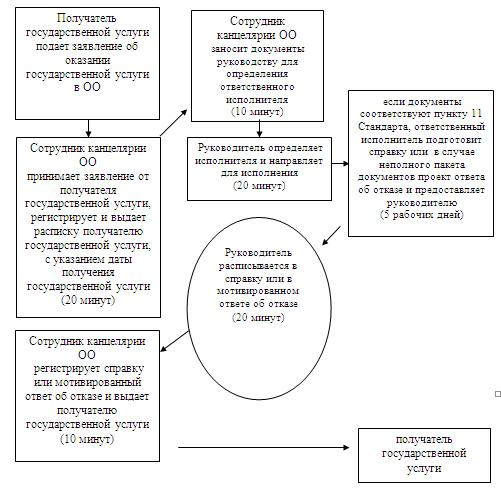 Получатель
государственной услуги
подает заявление об
оказании
государственной услуги
в ОО
Сотрудник канцелярии
ОО
принимает заявление от
получателя
государственной услуги,
регистрирует и выдает
расписку получателю
государственной услуги,
с указанием даты
получения
государственной услуги
(20 минут)
Сотрудник
канцелярии ОО
заносит документы
руководству для
определения
ответственного
исполнителя
(10 минут)
Руководитель определяет
исполнителя и направляет
для исполнения
(20 минут)
если документы
соответствуют пункту 11
Стандарта, ответственный
исполнитель подготовит
справку или в случае
неполного пакета
документов проект ответа
об отказе и предоставляет
руководителю
(5 рабочих дней)
Руководитель
расписывается в
справку или в
мотивированном
ответе об отказе
(20 минут)
Сотрудник канцелярии
ОО
регистрирует справку
или мотивированный
ответ об отказе и выдает
получателю
государственной услуги
(10 минут)
получатель
государственной
услуги